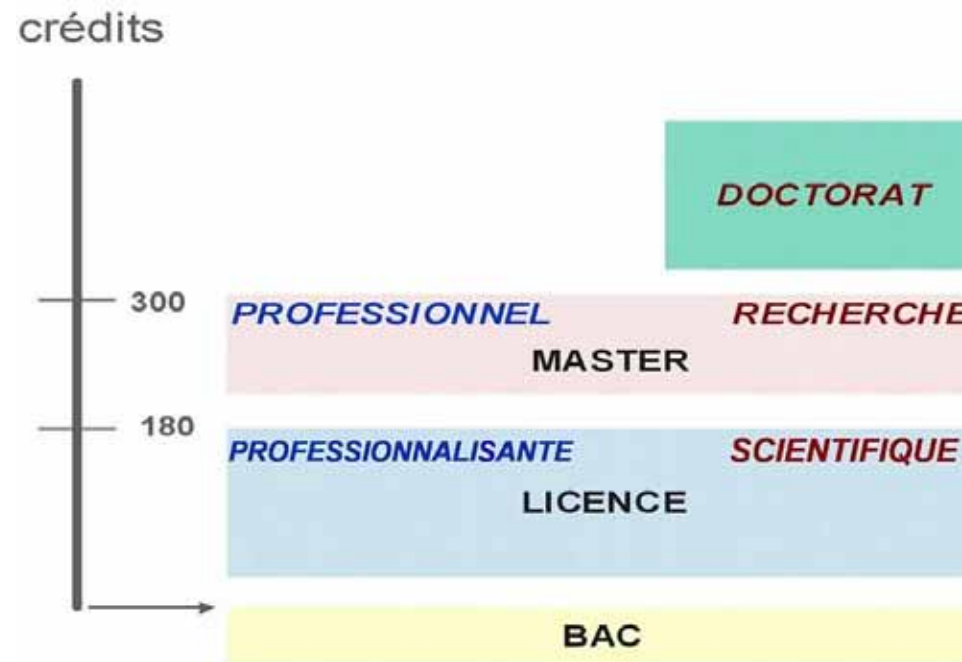 crédits
DOCTORAT
300
PROFESSIONNEL RECHERCHE
MASTER
180
PROFESSIONNALISANTE SCIENTIFIQUE
LICENCE
BAC